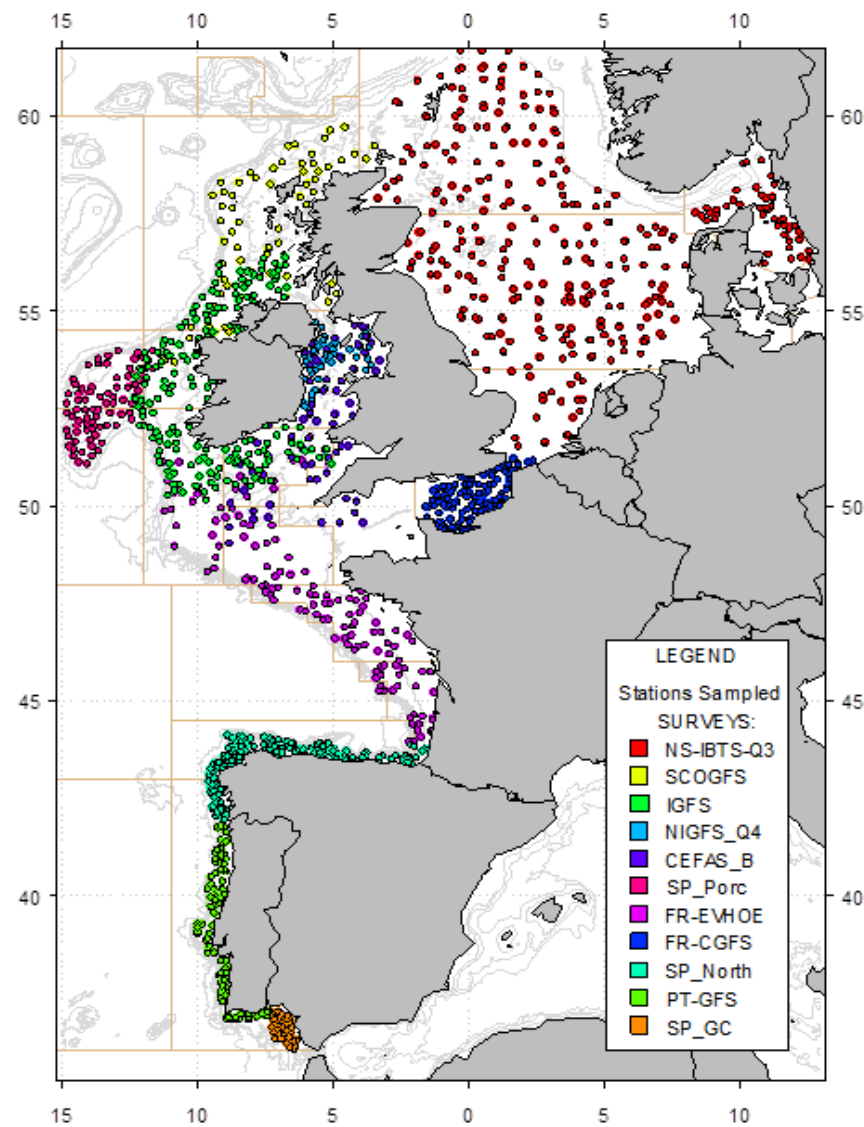 15 10 5 0 5 10
60
60
55
55
50
50
45
45
40
40
LEGEND
Stations Sampled
SURVEYS:
NS-IBTS-Q3
SCOGFS
IGFS
NIGFS_Q4
CEFAS_B
SP_Porc
FR-EVHOE
FR-CGFS
SP_North
PT-GFS
SP_GC
15 10 5 0 5 10